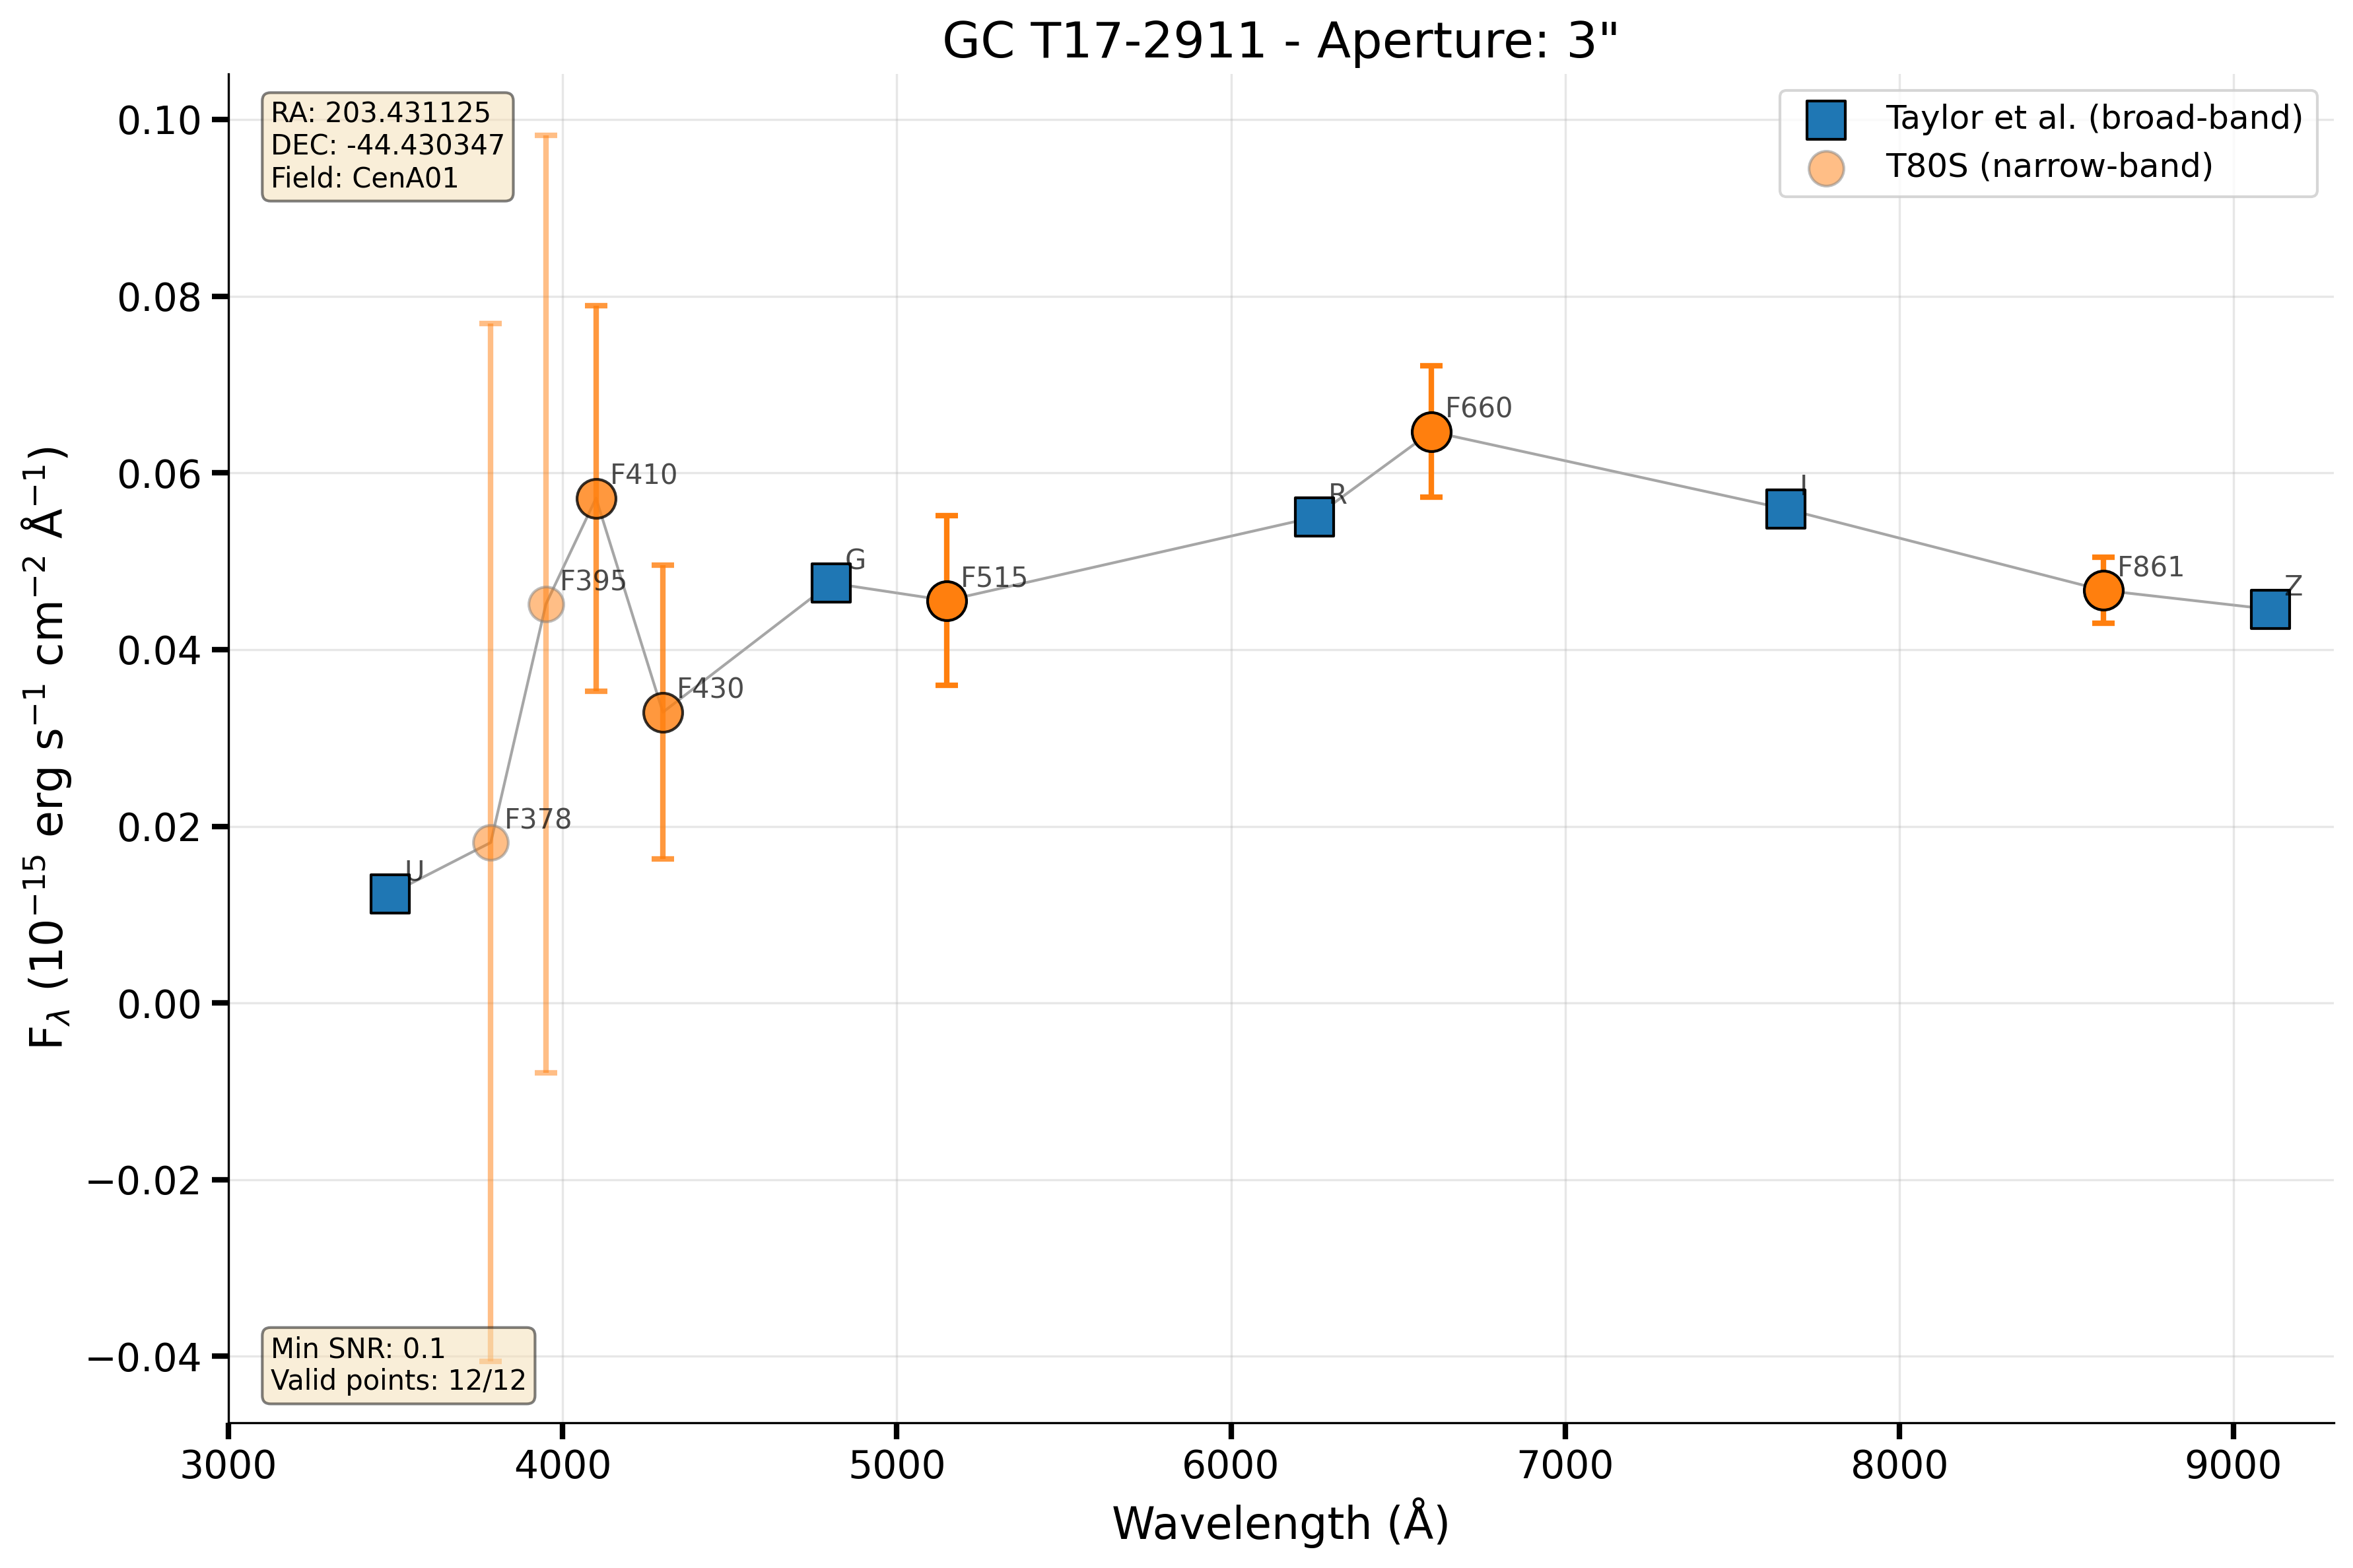 GC T17-2911 - Aperture: 3"
RA: 203.431125
DEC: -44.430347
Field: CenA01
Taylor et al. (broad-band)
T80S (narrow-band)
0.10
0.08
0.06
0.04
0.02
0.00
−0.02
−0.04
F_λ (10⁻¹⁵ erg s⁻¹ cm⁻² Å⁻¹)
U
F378
F395
F410
F430
G
F515
R
F660
I
F861
Z
Min SNR: 0.1
Valid points: 12/12
3000 4000 5000 6000 7000 8000 9000
Wavelength (Å)